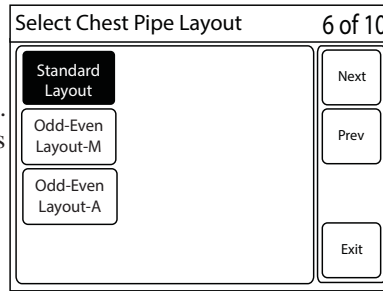 Select Chest Pipe Layout 6 of 10
Standard
Layout
Next
Odd-Even
Layout-M
Prev
Odd-Even
Layout-A
Exit